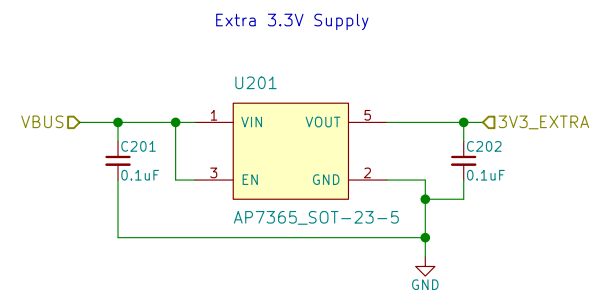 Extra 3.3V Supply
U201
VBUS
1
VIN
VOUT
5
3V3_EXTRA
C201
0.1uF
3
EN
GND
2
C202
0.1uF
AP7365_SOT-23-5
GND